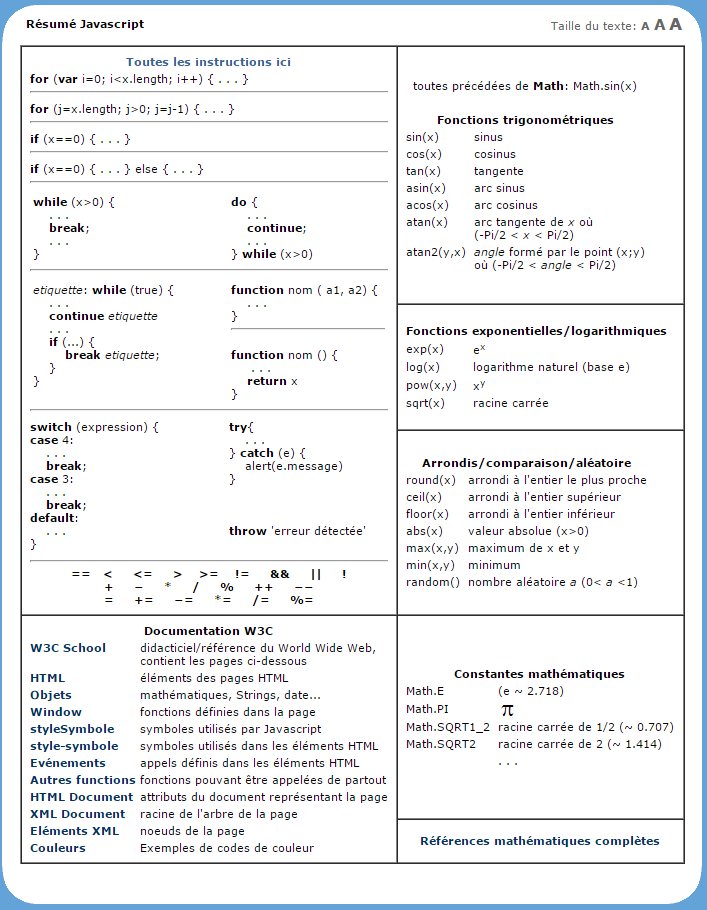 Résumé Javascript
Taille du texte: A A A
Toutes les instructions ici
for (var i=0; i<x.length; i++) { . . . }
for (j=x.length; j>0; j=j-1) { . . . }
if (x==0) { . . . }
if (x==0) { . . . } else { . . . }
while (x>0) {
. . .
break;
. . .
}
do {
. . .
continue;
. . .
} while (x>0)
etiquette: while (true) {
. . .
continue etiquette
. . .
if (...) {
break etiquette;
}
}
function nom ( a1, a2) {
. . .
}
function nom () {
. . .
return x
}
switch (expression) {
case 4:
. . .
break;
case 3:
. . .
break;
default:
. . .
}
try{
. . .
} catch (e) {
alert(e.message)
}
throw 'erreur détectée'
== < <= > >= != && || !
+ − * / % ++ −−
= += −= *= /= %=
toutes précédées de Math: Math.sin(x)
Fonctions trigonométriques
sin(x) sinus
cos(x) cosinus
tan(x) tangente
asin(x) arc sinus
acos(x) arc cosinus
atan(x) arc tangente de x où
(-Pi/2 < x < Pi/2)
atan2(y,x) angle formé par le point (x;y)
où (-Pi/2 < angle < Pi/2)
Fonctions exponentielles/logarithmiques
exp(x) eˣ
log(x) logarithme naturel (base e)
pow(x,y) xʸ
sqrt(x) racine carrée
Arrondis/comparaison/aléatoire
round(x) arrondi à l'entier le plus proche
ceil(x) arrondi à l'entier supérieur
floor(x) arrondi à l'entier inférieur
abs(x) valeur absolue (x>0)
max(x,y) maximum de x et y
min(x,y) minimum
random() nombre aléatoire a (0< a <1)
Documentation W3C
W3C School didacticiel/référence du World Wide Web,
contient les pages ci-dessous
HTML éléments des pages HTML
Objets mathématiques, Strings, date...
Window fonctions définies dans la page
styleSymbole symboles utilisés par Javascript
style-symbole symboles utilisés dans les éléments HTML
Evénements appels définis dans les éléments HTML
Autres functions fonctions pouvant être appelées de partout
HTML Document attributs du document représentant la page
XML Document racine de l'arbre de la page
Eléments XML noeuds de la page
Couleurs Exemples de codes de couleur
Constantes mathématiques
Math.E (e ~ 2.718)
Math.PI π
Math.SQRT1_2 racine carrée de 1/2 (~ 0.707)
Math.SQRT2 racine carrée de 2 (~ 1.414)
. . .
Références mathématiques complètes